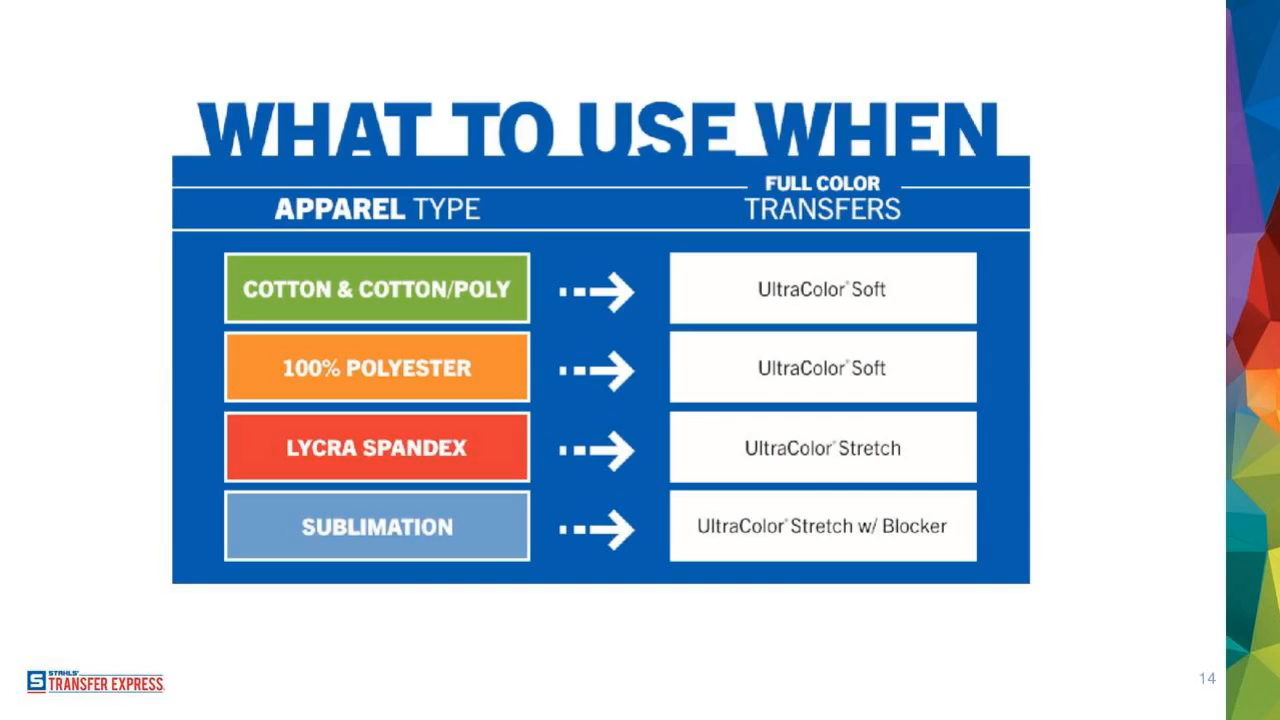 WHAT TO USE WHEN
FULL COLOR
APPAREL TYPE TRANSFERS
COTTON & COTTON/POLY UltraColor® Soft
100% POLYESTER UltraColor® Soft
LYCRA SPANDEX UltraColor® Stretch
SUBLIMATION UltraColor® Stretch w/ Blocker
S STAHLS'
TRANSFER EXPRESS
14